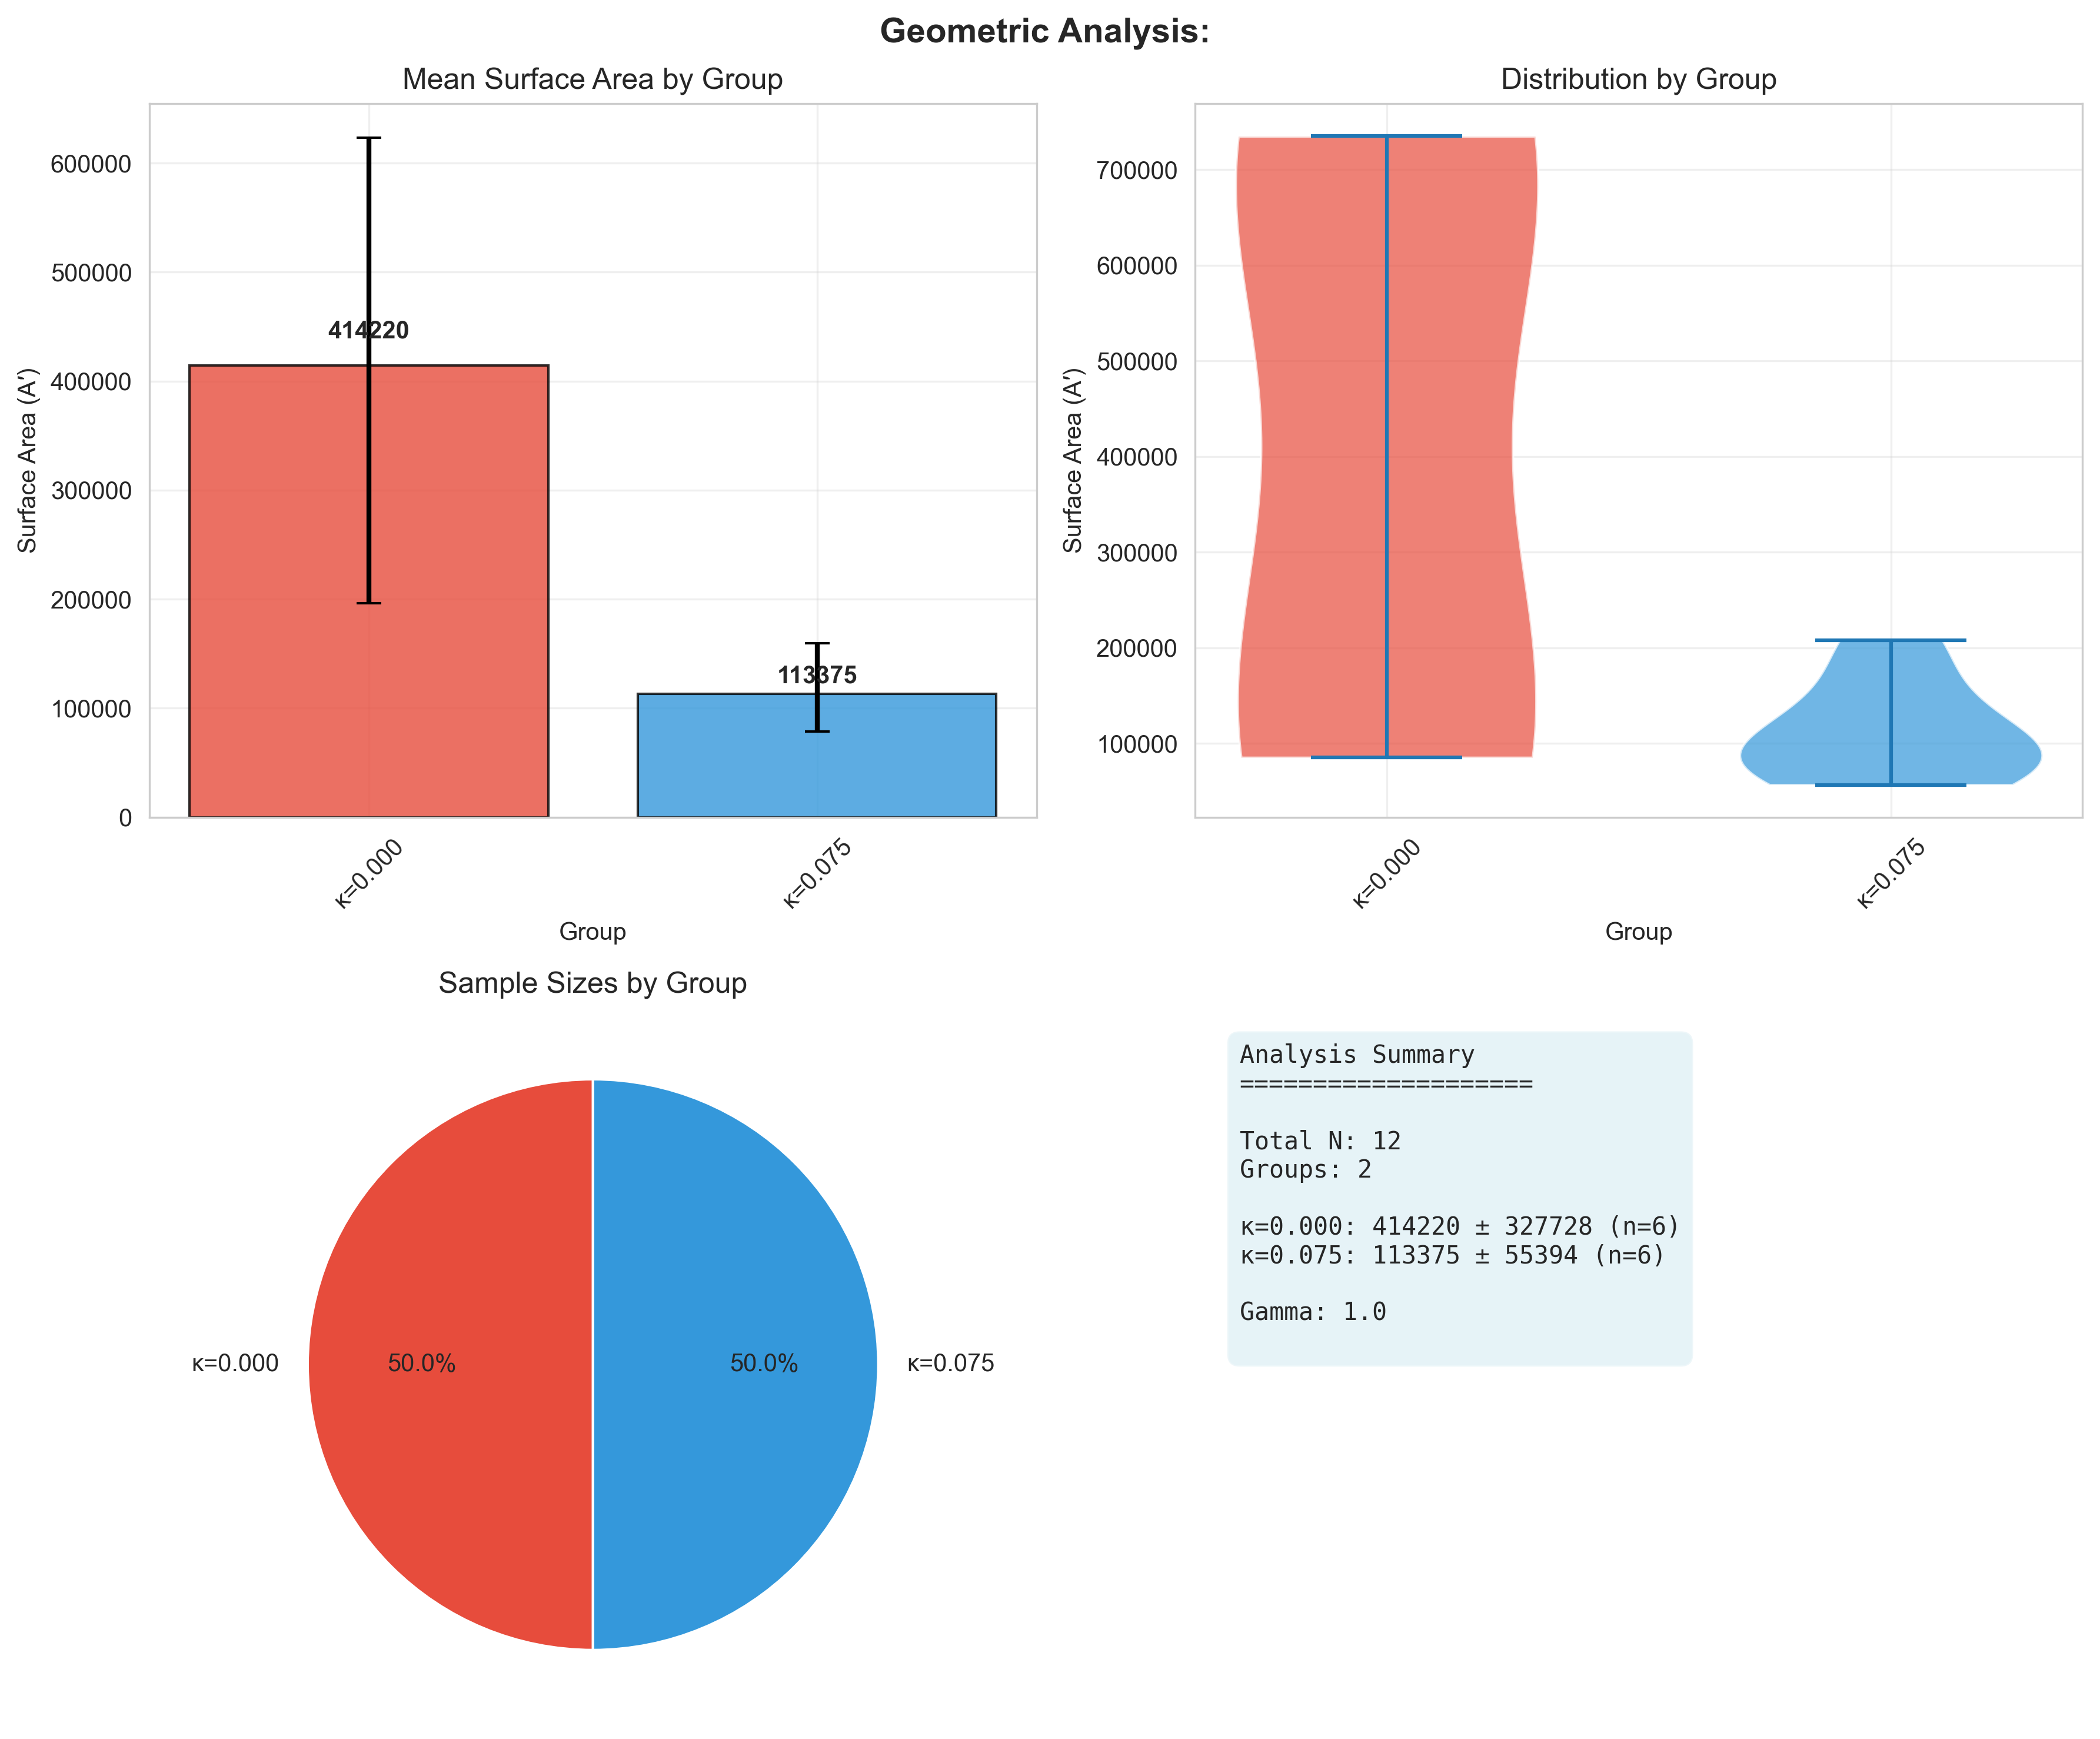 Geometric Analysis:
Mean Surface Area by Group
Surface Area (A′)
600000
500000
400000
300000
200000
100000
0
414220
113375
κ=0.000
κ=0.075
Group
Distribution by Group
Surface Area (A′)
700000
600000
500000
400000
300000
200000
100000
κ=0.000
κ=0.075
Group
Sample Sizes by Group
κ=0.000
50.0%
50.0%
κ=0.075
Analysis Summary
====================
Total N: 12
Groups: 2
κ=0.000: 414220 ± 327728 (n=6)
κ=0.075: 113375 ± 55394 (n=6)
Gamma: 1.0